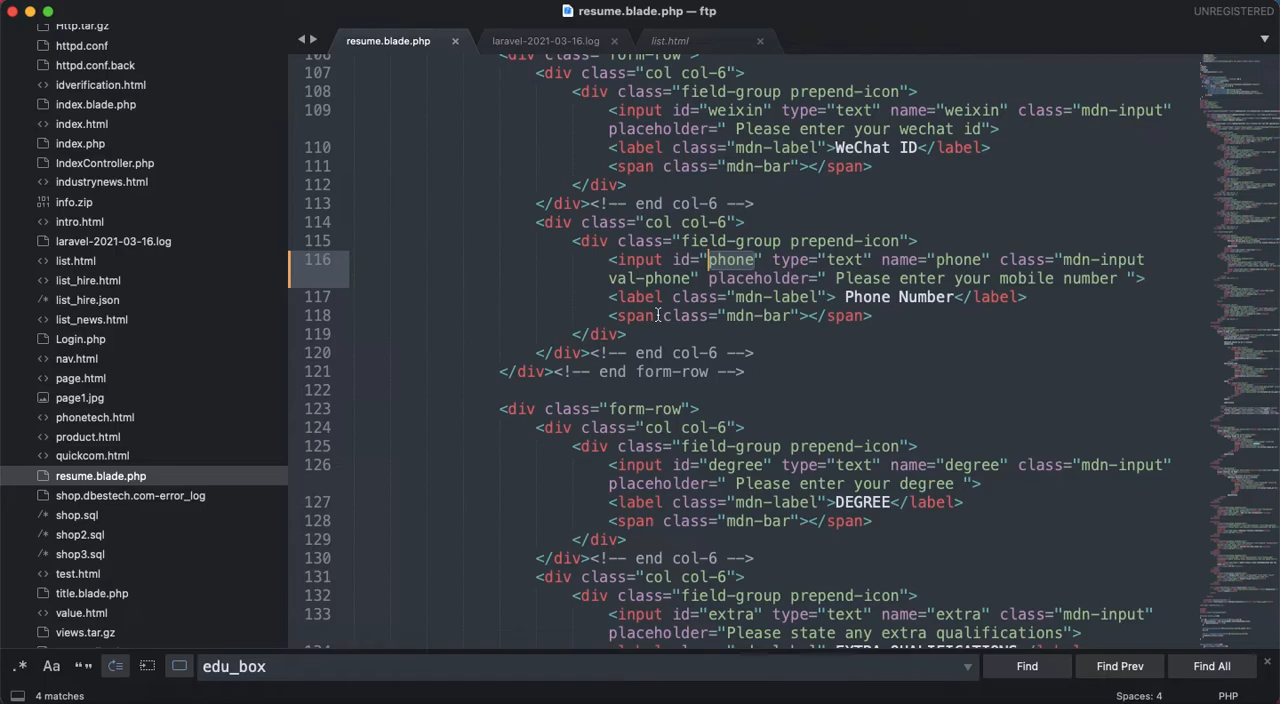 resume.blade.php — ftp
UNREGISTERED
Http.tar.gz
httpd.conf
httpd.conf.back
idverification.html
index.blade.php
index.html
index.php
IndexController.php
industrynews.html
info.zip
intro.html
laravel-2021-03-16.log
list.html
list_hire.html
list_hire.json
list_news.html
Login.php
nav.html
page.html
page1.jpg
phonetech.html
product.html
quickcom.html
resume.blade.php
shop.dbestech.com-error_log
shop.sql
shop2.sql
shop3.sql
test.html
title.blade.php
value.html
views.tar.gz
resume.blade.php
laravel-2021-03-16.log
list.html
106 <div class="form-row">
107 <div class="col col-6">
108 <div class="field-group prepend-icon">
109 <input id="weixin" type="text" name="weixin" class="mdn-input"
placeholder=" Please enter your wechat id">
110 <label class="mdn-label">WeChat ID</label>
111 <span class="mdn-bar"></span>
112 </div>
113 </div><!-- end col-6 -->
114 <div class="col col-6">
115 <div class="field-group prepend-icon">
116 <input id="phone" type="text" name="phone" class="mdn-input
val-phone" placeholder=" Please enter your mobile number ">
117 <label class="mdn-label"> Phone Number</label>
118 <span class="mdn-bar"></span>
119 </div>
120 </div><!-- end col-6 -->
121 </div><!-- end form-row -->
122
123 <div class="form-row">
124 <div class="col col-6">
125 <div class="field-group prepend-icon">
126 <input id="degree" type="text" name="degree" class="mdn-input"
placeholder=" Please enter your degree ">
127 <label class="mdn-label">DEGREE</label>
128 <span class="mdn-bar"></span>
129 </div>
130 </div><!-- end col-6 -->
131 <div class="col col-6">
132 <div class="field-group prepend-icon">
133 <input id="extra" type="text" name="extra" class="mdn-input"
placeholder="Please state any extra qualifications">
134 <label class="mdn-label">EXTRA QUALIFICATIONS</label>
.* Aa “”
edu_box
Find
Find Prev
Find All
4 matches
Spaces: 4
PHP